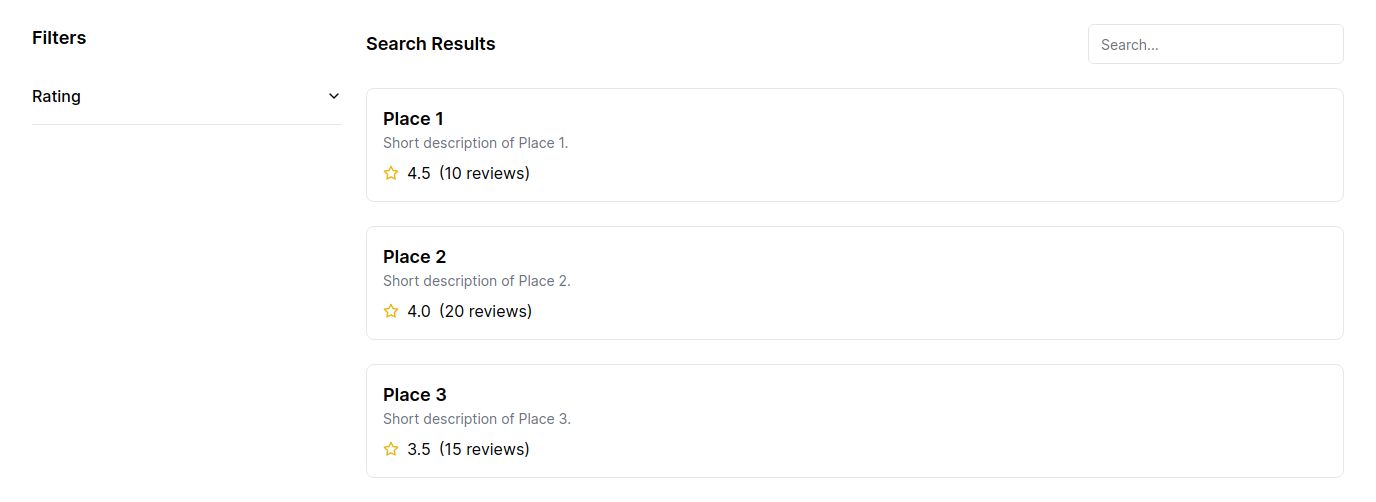 Filters
Rating
Search Results
Search...
Place 1
Short description of Place 1.
4.5 (10 reviews)
Place 2
Short description of Place 2.
4.0 (20 reviews)
Place 3
Short description of Place 3.
3.5 (15 reviews)